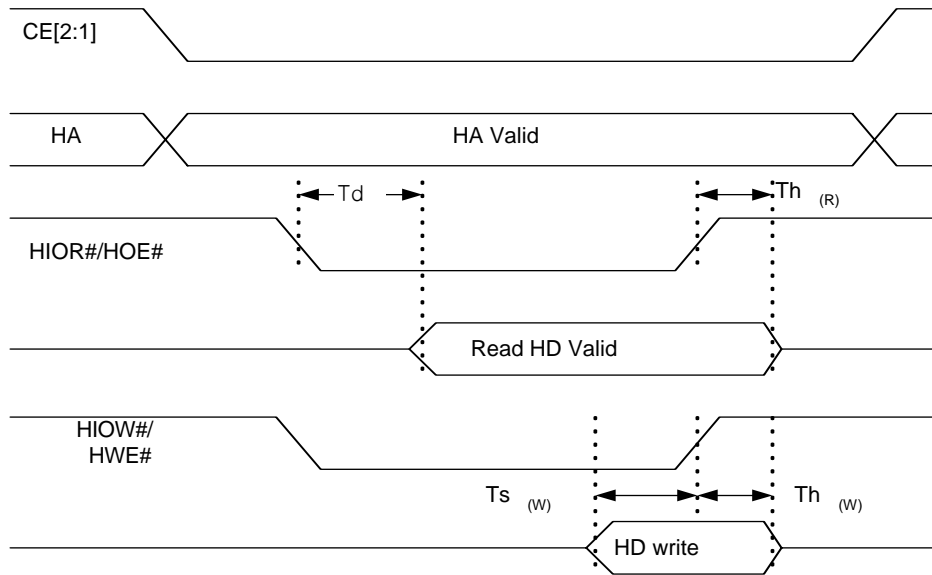 CE[2:1]
HA
HA Valid
Td
Th (R)
HIOR#/HOE#
Read HD Valid
HIOW#/
HWE#
Ts (W)
Th (W)
HD write